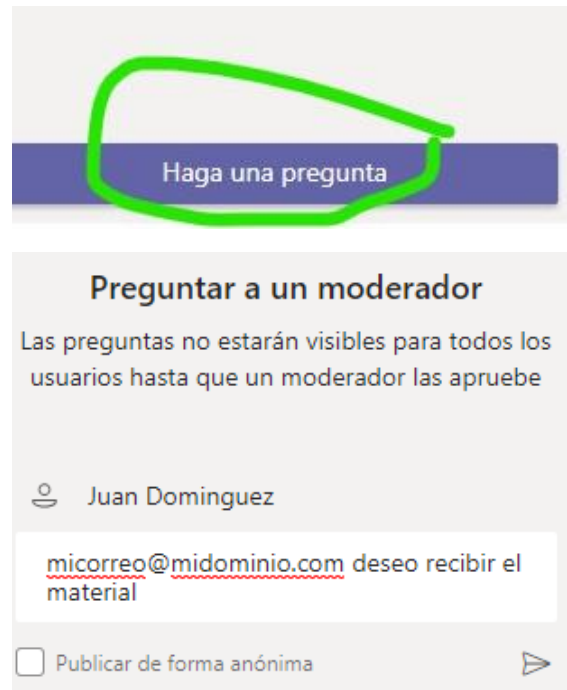 Haga una pregunta
Preguntar a un moderador
Las preguntas no estarán visibles para todos los
usuarios hasta que un moderador las apruebe
Juan Dominguez
micorreo@midominio.com deseo recibir el
material
Publicar de forma anónima